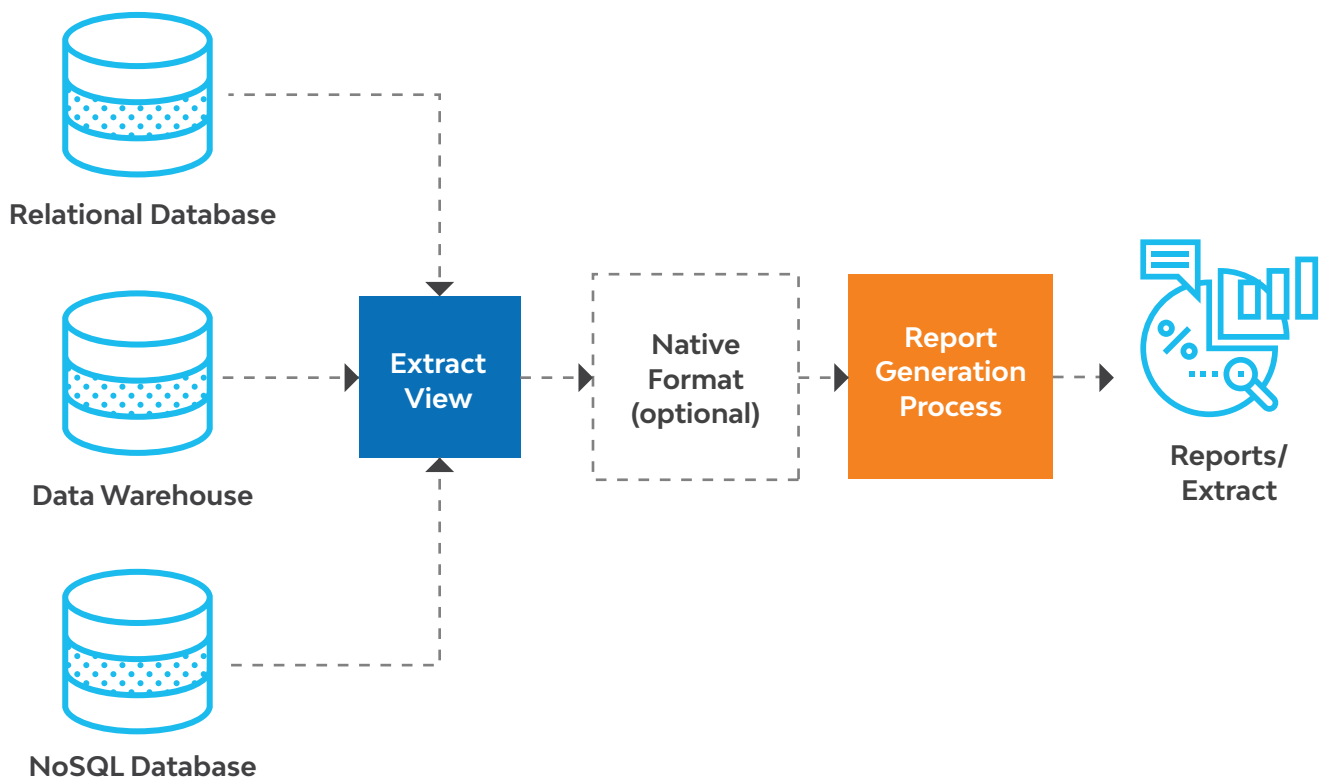 Relational Database
Data Warehouse
NoSQL Database
Extract
View
Native
Format
(optional)
Report
Generation
Process
Reports/
Extract
%